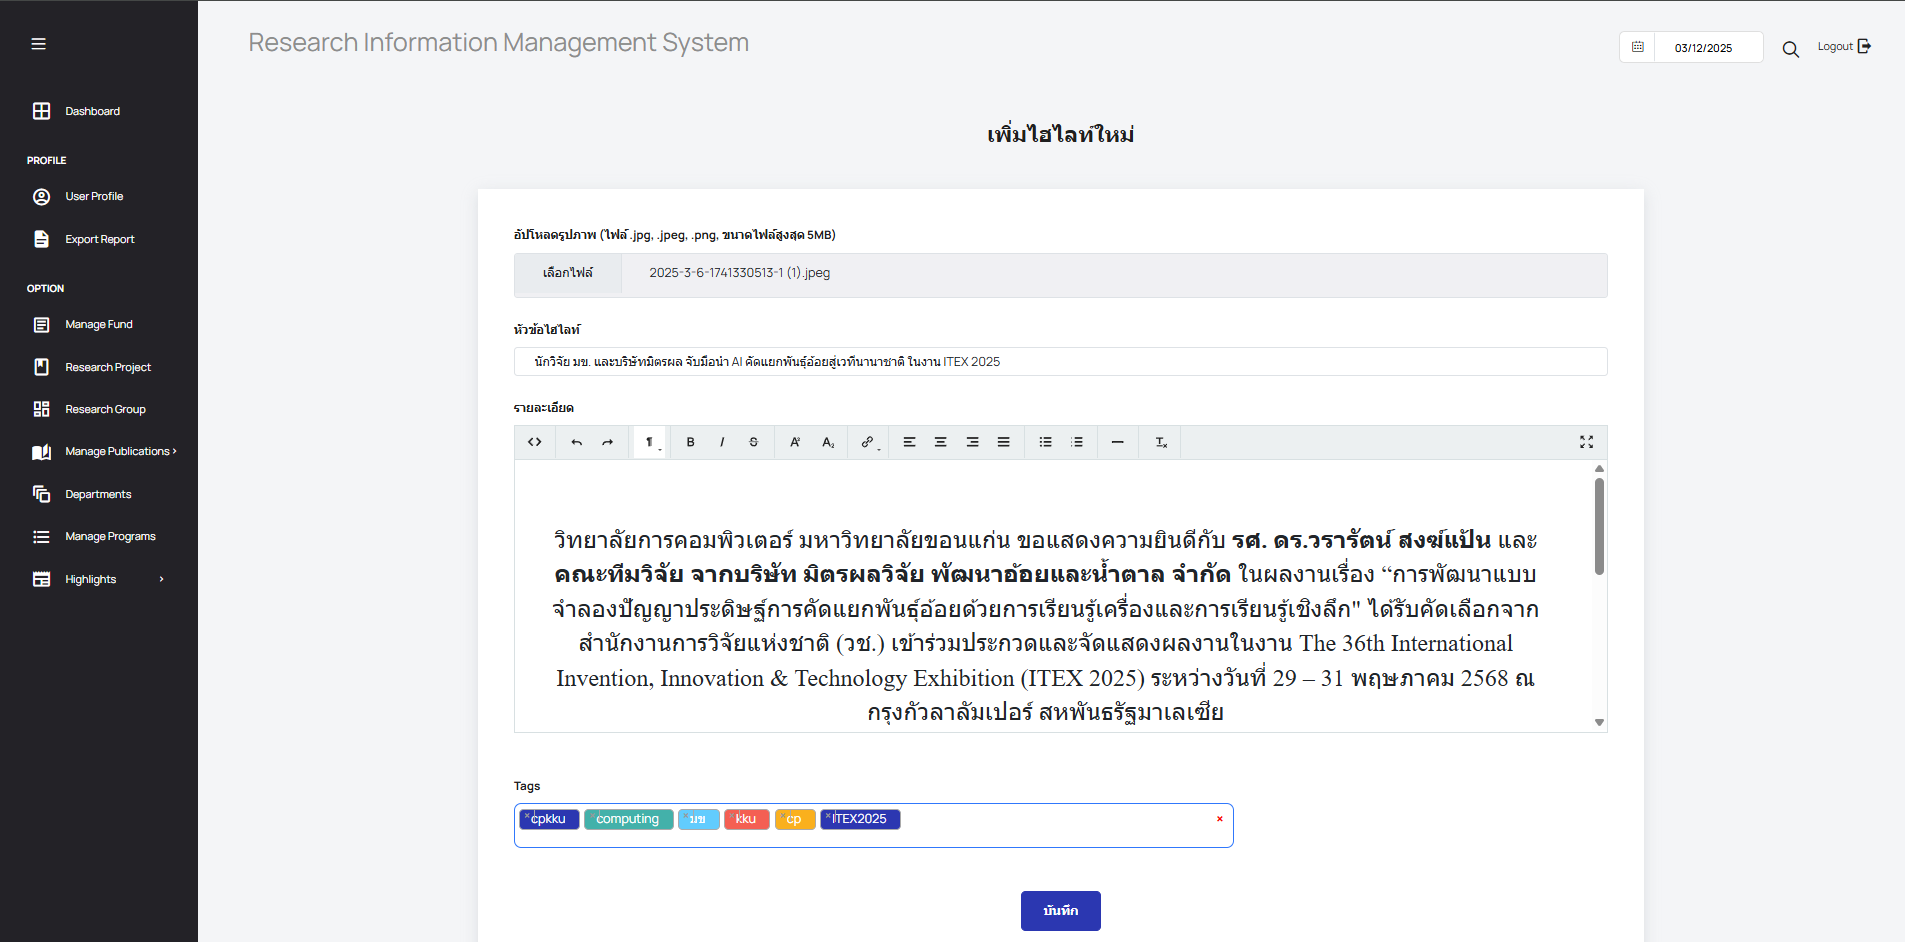 Research Information Management System
03/12/2025
Logout
Dashboard
PROFILE
User Profile
Export Report
OPTION
Manage Fund
Research Project
Research Group
Manage Publications
Departments
Manage Programs
Highlights
เพิ่มไฮไลท์ใหม่
อัปโหลดรูปภาพ (ไฟล์ .jpg, .jpeg, .png, ขนาดไฟล์สูงสุด 5MB)
เลือกไฟล์ 2025-3-6-1741330513-1 (1).jpeg
หัวข้อไฮไลท์
นักวิจัย มข. และบริษัทมิตรผล จับมือนำ AI คัดแยกพันธุ์อ้อยสู่เวทีนานาชาติ ในงาน ITEX 2025
รายละเอียด
วิทยาลัยการคอมพิวเตอร์ มหาวิทยาลัยขอนแก่น ขอแสดงความยินดีกับ รศ. ดร.วรารัตน์ สงฆ์แป้น และ
คณะทีมวิจัย จากบริษัท มิตรผลวิจัย พัฒนาอ้อยและน้ำตาล จำกัด ในผลงานเรื่อง “การพัฒนาแบบ
จำลองปัญญาประดิษฐ์การคัดแยกพันธุ์อ้อยด้วยการเรียนรู้เครื่องและการเรียนรู้เชิงลึก" ได้รับคัดเลือกจาก
สำนักงานการวิจัยแห่งชาติ (วช.) เข้าร่วมประกวดและจัดแสดงผลงานในงาน The 36th International
Invention, Innovation & Technology Exhibition (ITEX 2025) ระหว่างวันที่ 29 – 31 พฤษภาคม 2568 ณ
กรุงกัวลาลัมเปอร์ สหพันธรัฐมาเลเซีย
Tags
cpkku computing มข kku cp ITEX2025
บันทึก